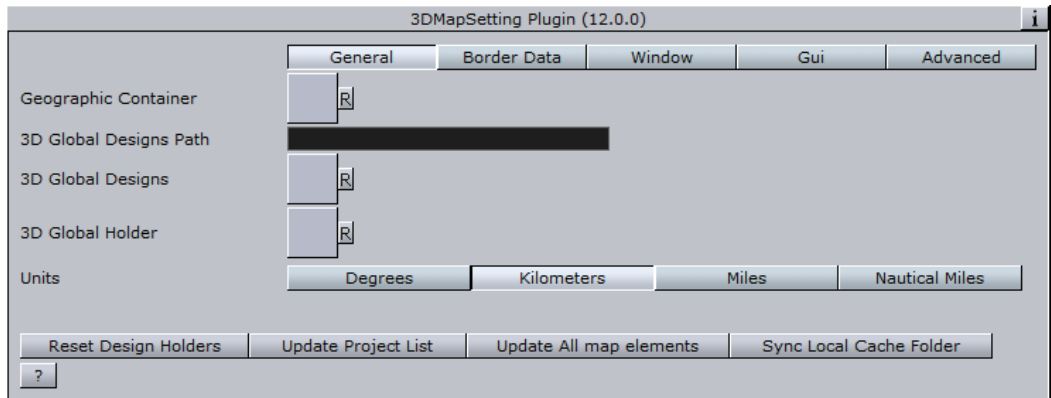 3DMapSetting Plugin (12.0.0) i
General Border Data Window Gui Advanced
Geographic Container R
3D Global Designs Path
3D Global Designs R
3D Global Holder R
Units Degrees Kilometers Miles Nautical Miles
Reset Design Holders Update Project List Update All map elements Sync Local Cache Folder
?